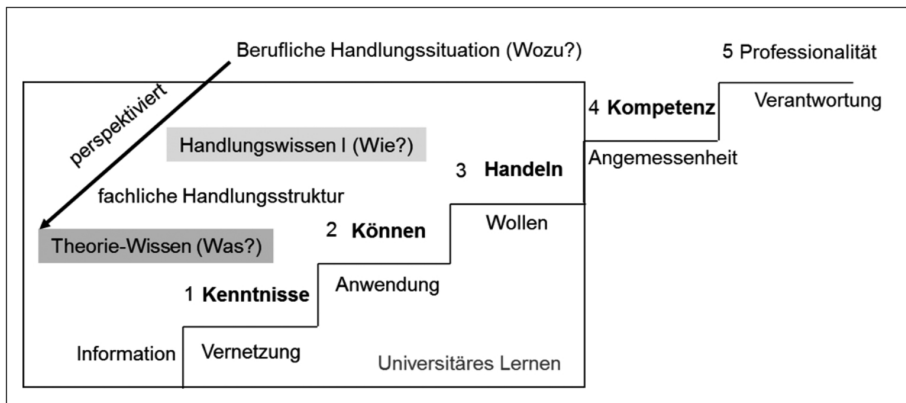 Berufliche Handlungssituation (Wozu?)
5 Professionalität
perspektiviert
4 Kompetenz
Verantwortung
Handlungswissen I (Wie?)
Angemessenheit
3 Handeln
fachliche Handlungsstruktur
Wollen
2 Können
Theorie-Wissen (Was?)
Anwendung
1 Kenntnisse
Information
Vernetzung
Universitäres Lernen